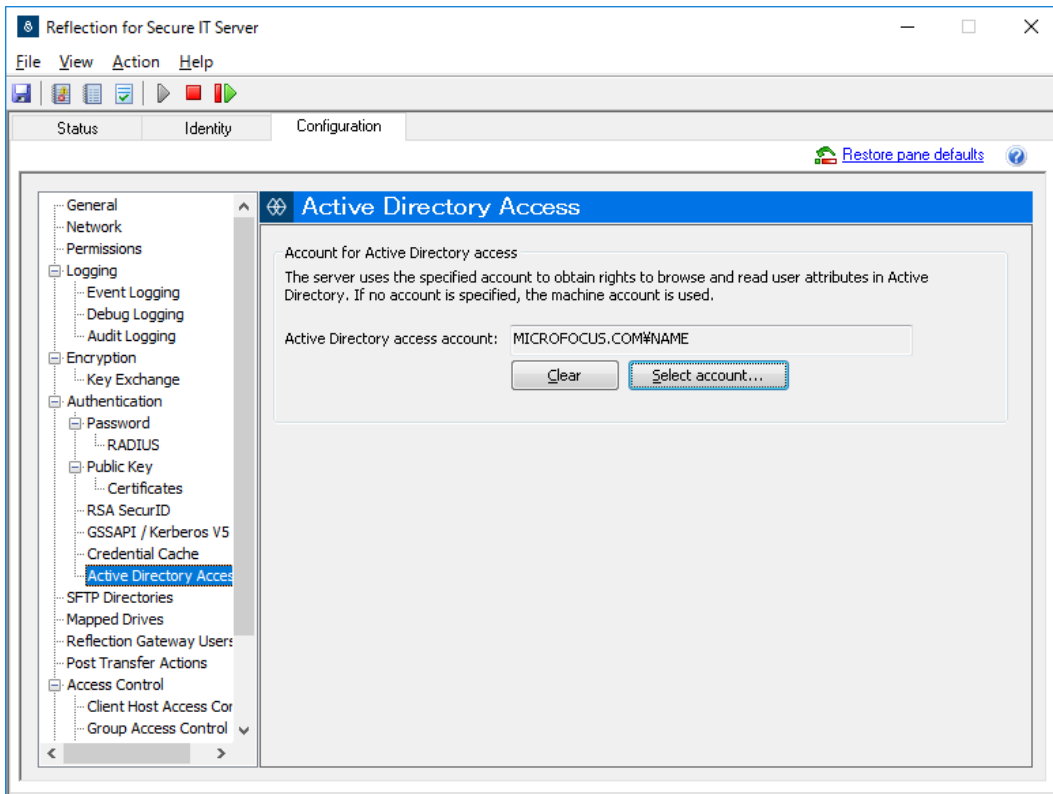 Reflection for Secure IT Server
File View Action Help
Status Identity Configuration
Restore pane defaults
General
Network
Permissions
Logging
Event Logging
Debug Logging
Audit Logging
Encryption
Key Exchange
Authentication
Password
RADIUS
Public Key
Certificates
RSA SecurID
GSSAPI / Kerberos V5
Credential Cache
Active Directory Acces
SFTP Directories
Mapped Drives
Reflection Gateway Users
Post Transfer Actions
Access Control
Client Host Access Con
Group Access Control
Active Directory Access
Account for Active Directory access
The server uses the specified account to obtain rights to browse and read user attributes in Active
Directory. If no account is specified, the machine account is used.
Active Directory access account: MICROFOCUS.COM¥NAME
Clear Select account...